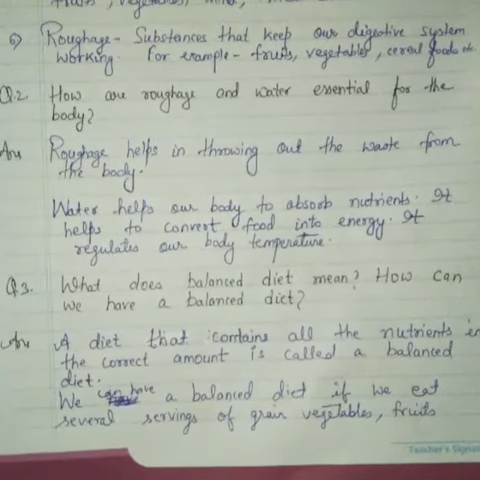 fruits, vegetables,
6) Roughage - Substances that keep our digestive system
working. For example - fruits, vegetables, cereal foods etc
Q.2 How are roughage and water essential for the
body?
Ans Roughage helps in throwing out the waste from
the body.
Water helps our body to absorb nutrients. It
helps to convert food into energy. It
regulates our body temperature.
Q3. What does balanced diet mean? How can
we have a balanced diet?
Ans A diet that contains all the nutrients in
the correct amount is called a balanced
diet.
We can have a balanced diet if we eat
several servings of grain vegetables, fruits
Teacher's Signat